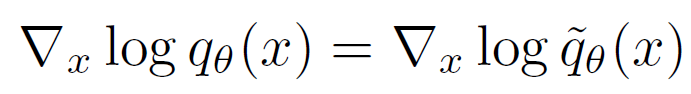 ∇ₓ log q_θ(x) = ∇ₓ log q̃_θ(x)